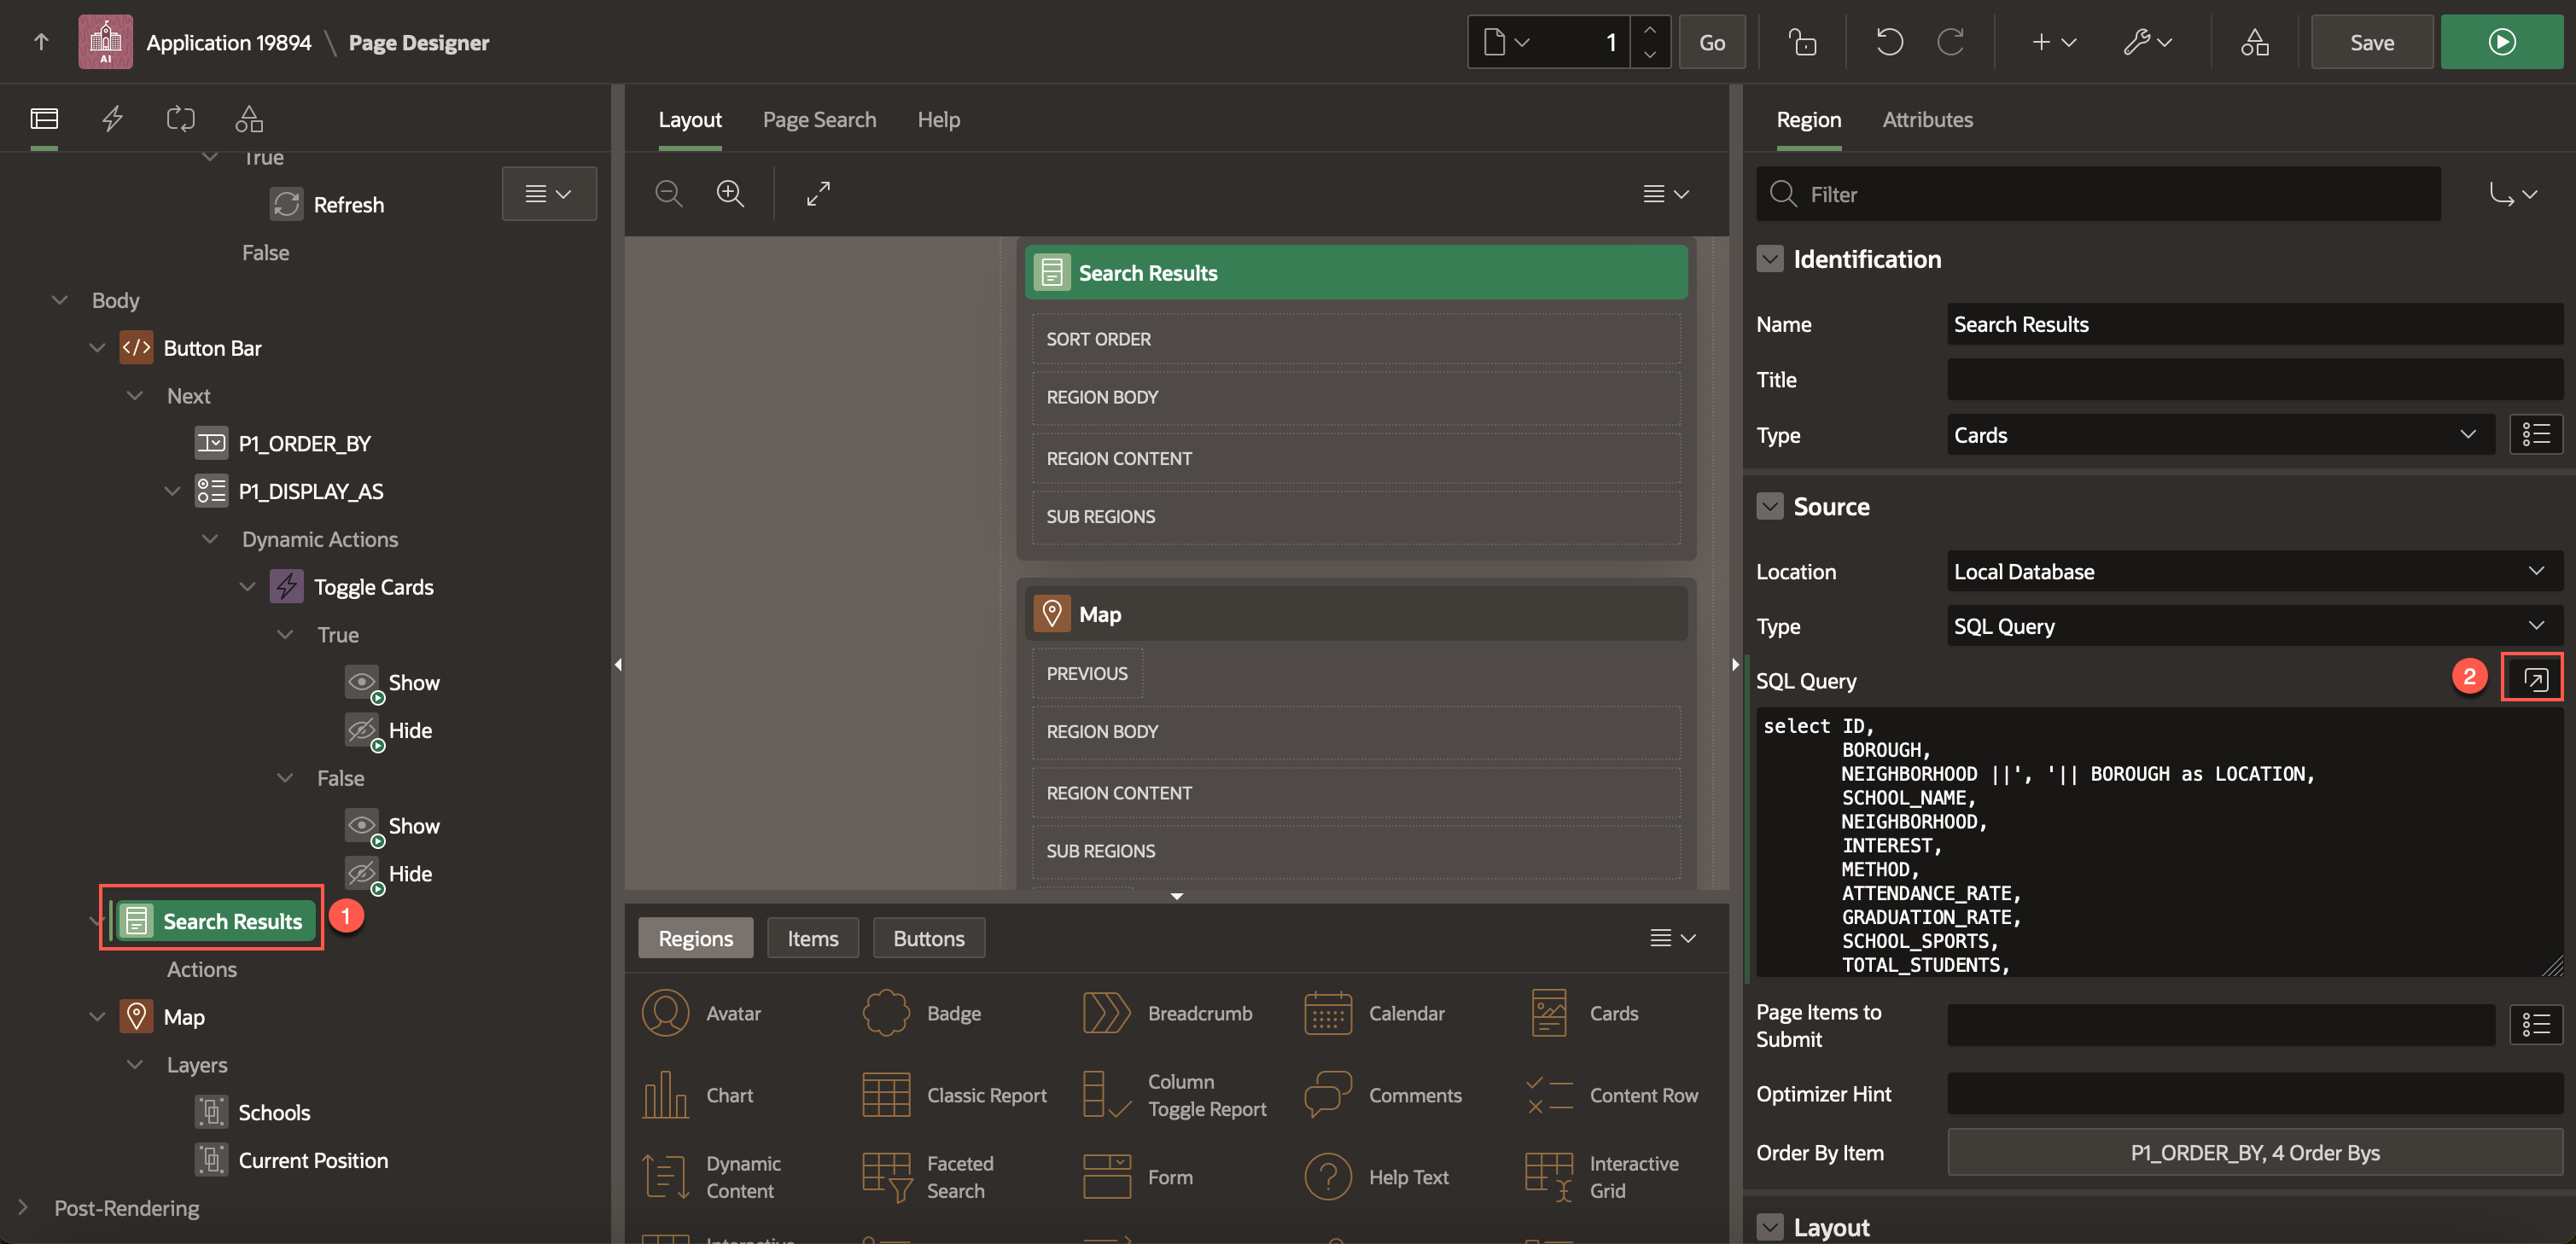 AI
Application 19894 \ Page Designer
1
Go
Save
True
Refresh
False
Body
Button Bar
Next
P1_ORDER_BY
P1_DISPLAY_AS
Dynamic Actions
Toggle Cards
True
Show
Hide
False
Show
Hide
Search Results
1
Actions
Map
Layers
Schools
Current Position
Post-Rendering
Layout
Page Search
Help
Search Results
SORT ORDER
REGION BODY
REGION CONTENT
SUB REGIONS
Map
PREVIOUS
REGION BODY
REGION CONTENT
SUB REGIONS
Regions
Items
Buttons
Avatar
Badge
Breadcrumb
Calendar
Cards
Chart
Classic Report
Column
Toggle Report
Comments
Content Row
Dynamic
Content
Faceted
Search
Form
Help Text
Interactive
Grid
Interactive
Region
Attributes
Filter
Identification
Name
Search Results
Title
Type
Cards
Source
Location
Local Database
Type
SQL Query
SQL Query
2
select ID,
BOROUGH,
NEIGHBORHOOD ||', '|| BOROUGH as LOCATION,
SCHOOL_NAME,
NEIGHBORHOOD,
INTEREST,
METHOD,
ATTENDANCE_RATE,
GRADUATION_RATE,
SCHOOL_SPORTS,
TOTAL_STUDENTS,
Page Items to
Submit
Optimizer Hint
Order By Item
P1_ORDER_BY, 4 Order Bys
Layout